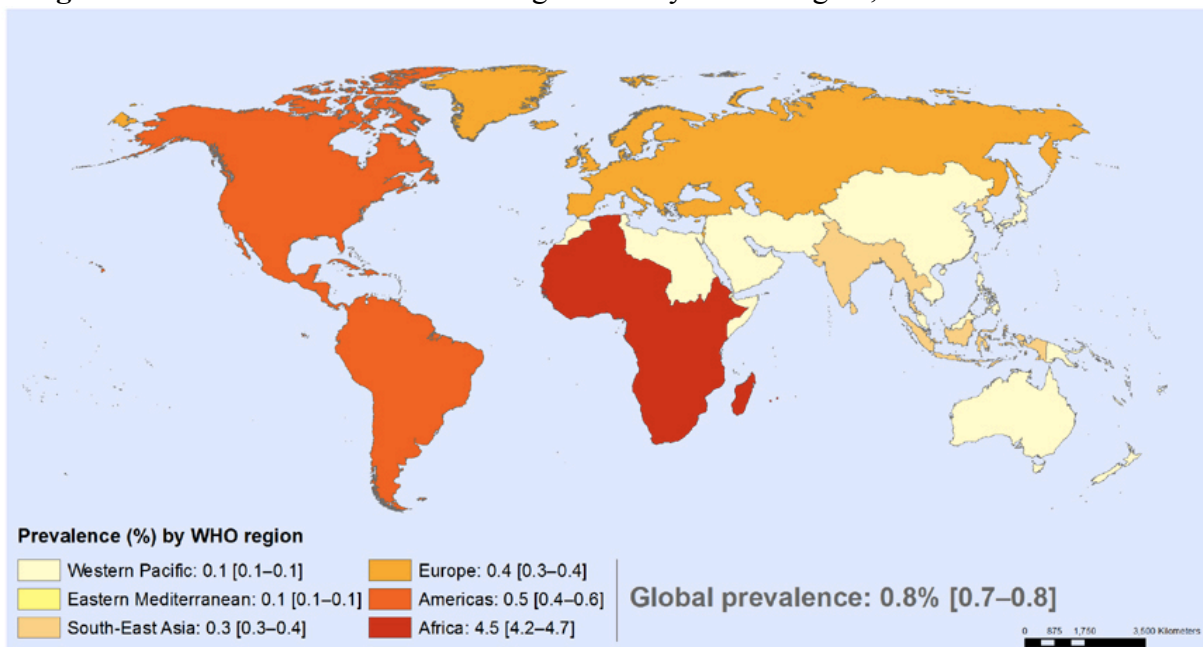 Prevalence (%) by WHO region
Western Pacific: 0.1 [0.1–0.1]
Eastern Mediterranean: 0.1 [0.1–0.1]
South-East Asia: 0.3 [0.3–0.4]
Europe: 0.4 [0.3–0.4]
Americas: 0.5 [0.4–0.6]
Africa: 4.5 [4.2–4.7]
Global prevalence: 0.8% [0.7–0.8]
0 875 1,750 3,500 Kilometers